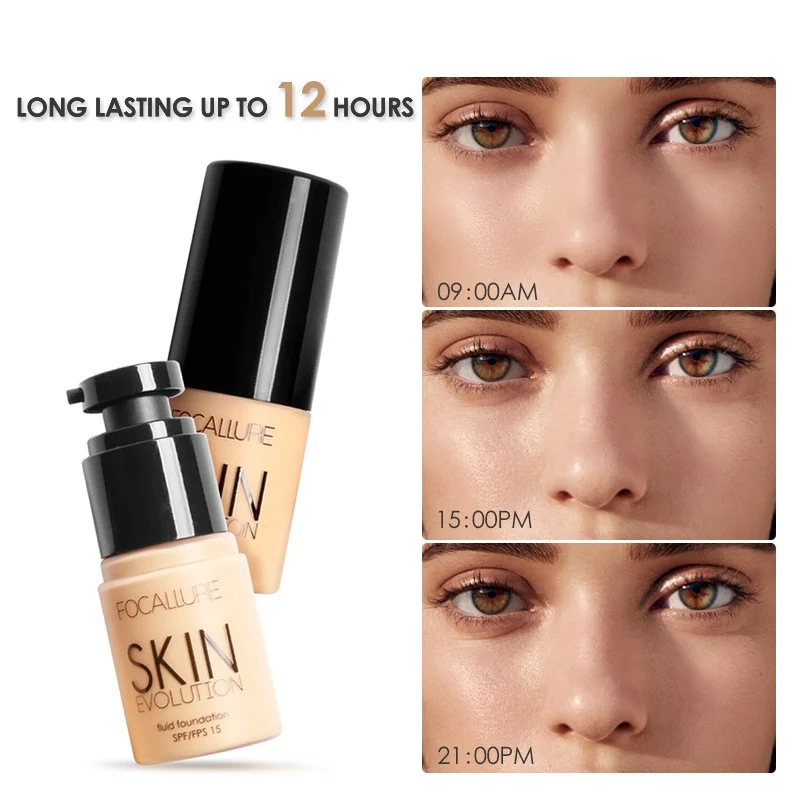 LONG LASTING UP TO 12 HOURS
FOCALLURE
SKIN
EVOLUTION
fluid foundation
SPF/FPS 15
09:00AM
15:00PM
21:00PM